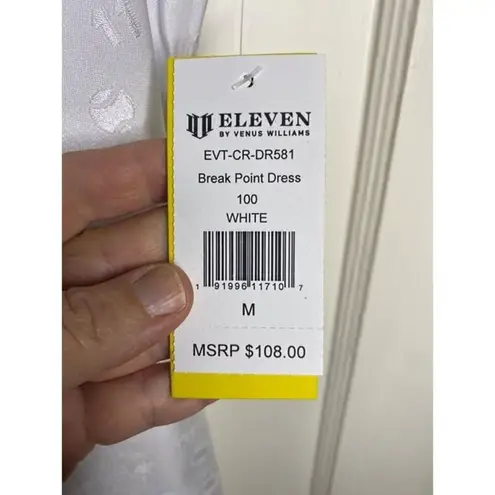 ELEVEN
BY VENUS WILLIAMS
EVT-CR-DR581
Break Point Dress
100
WHITE
1 91996 11710 7
M
MSRP $108.00